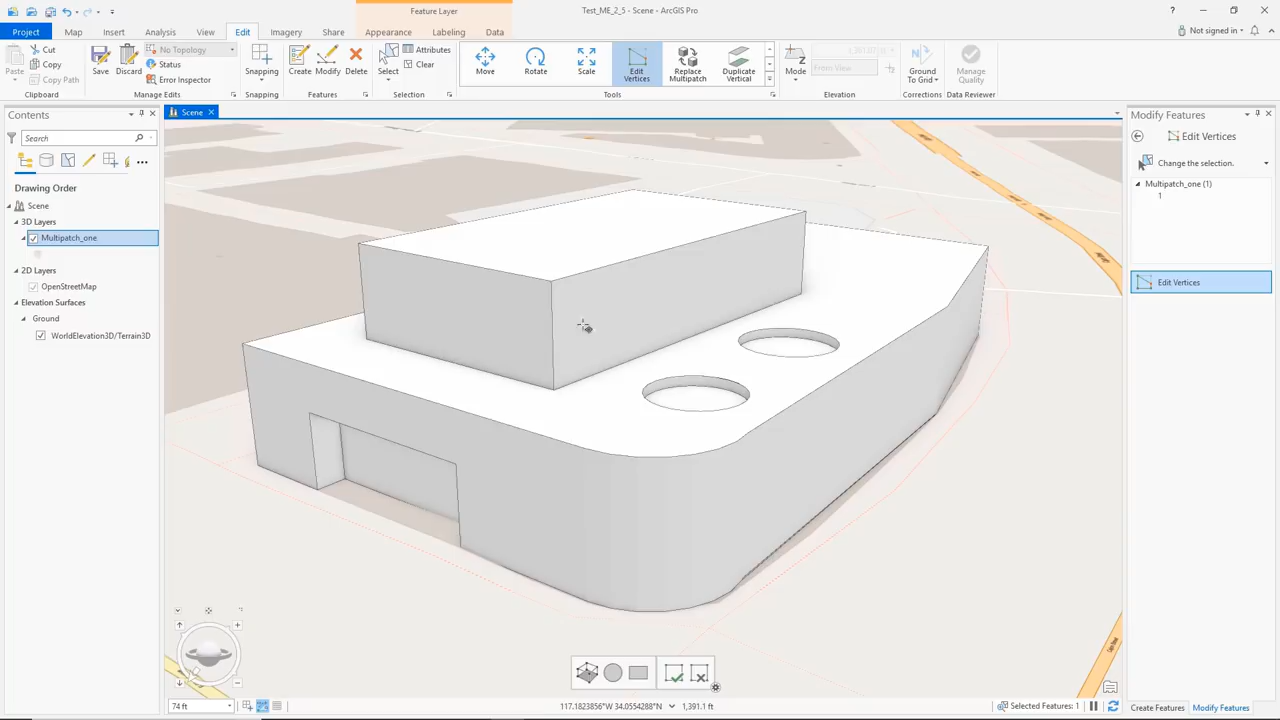 Feature Layer
Test_ME_2_5 - Scene - ArcGIS Pro
?
Project Map Insert Analysis View Edit Imagery Share Appearance Labeling Data
Not signed in
Paste
Cut
Copy
Copy Path
Clipboard
Save
Discard
No Topology
Status
Error Inspector
Manage Edits
Snapping
Snapping
Create
Modify
Delete
Features
Select
Attributes
Clear
Selection
Move
Rotate
Scale
Edit
Vertices
Replace
Multipatch
Duplicate
Vertical
Tools
Mode
From View
Elevation
Ground
To Grid
Corrections
Manage
Quality
Data Reviewer
Contents
Search
Drawing Order
Scene
3D Layers
Multipatch_one
2D Layers
OpenStreetMap
Elevation Surfaces
Ground
WorldElevation3D/Terrain3D
Scene
Modify Features
Edit Vertices
Change the selection.
Multipatch_one (1)
1
Edit Vertices
74 ft
117.1823856°W 34.0554288°N
1,391.1 ft
Selected Features: 1
Create Features
Modify Features